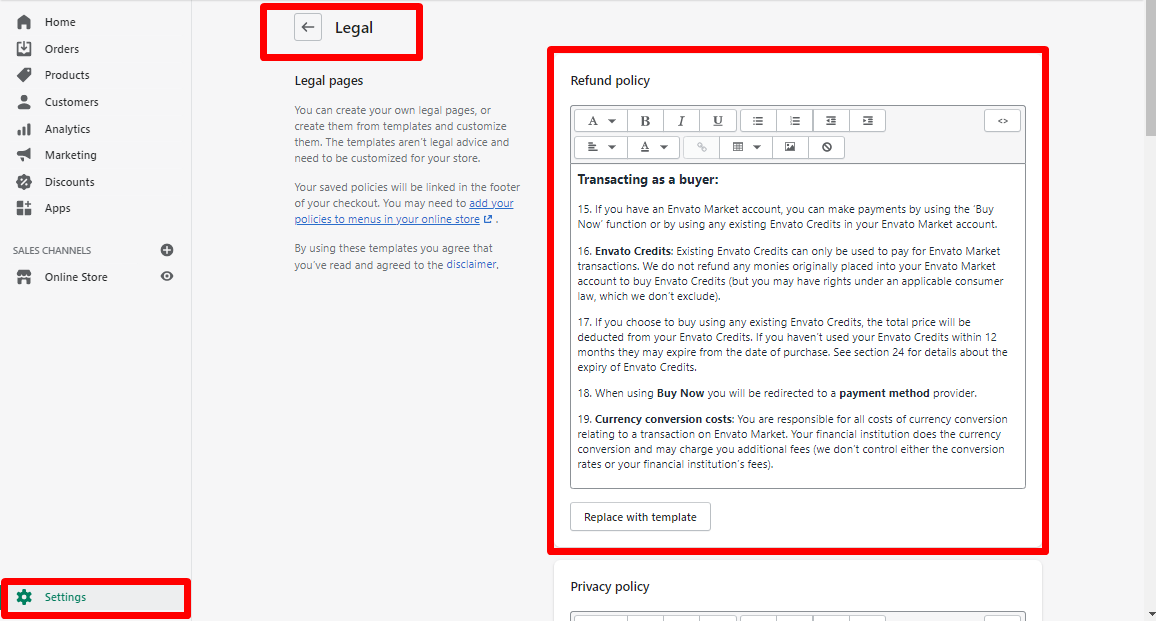 Home
Orders
Products
Customers
Analytics
Marketing
Discounts
Apps
SALES CHANNELS
Online Store
Settings
Legal
Legal pages
You can create your own legal pages, or
create them from templates and customize
them. The templates aren't legal advice and
need to be customized for your store.
Your saved policies will be linked in the footer
of your checkout. You may need to add your
policies to menus in your online store .
By using these templates you agree that
you've read and agreed to the disclaimer.
Refund policy
A B I U
<>
A
Transacting as a buyer:
15. If you have an Envato Market account, you can make payments by using the 'Buy
Now' function or by using any existing Envato Credits in your Envato Market account.
16. Envato Credits: Existing Envato Credits can only be used to pay for Envato Market
transactions. We do not refund any monies originally placed into your Envato Market
account to buy Envato Credits (but you may have rights under an applicable consumer
law, which we don't exclude).
17. If you choose to buy using any existing Envato Credits, the total price will be
deducted from your Envato Credits. If you haven't used your Envato Credits within 12
months they may expire from the date of purchase. See section 24 for details about the
expiry of Envato Credits.
18. When using Buy Now you will be redirected to a payment method provider.
19. Currency conversion costs: You are responsible for all costs of currency conversion
relating to a transaction on Envato Market. Your financial institution does the currency
conversion and may charge you additional fees (we don't control either the conversion
rates or your financial institution's fees).
Replace with template
Privacy policy